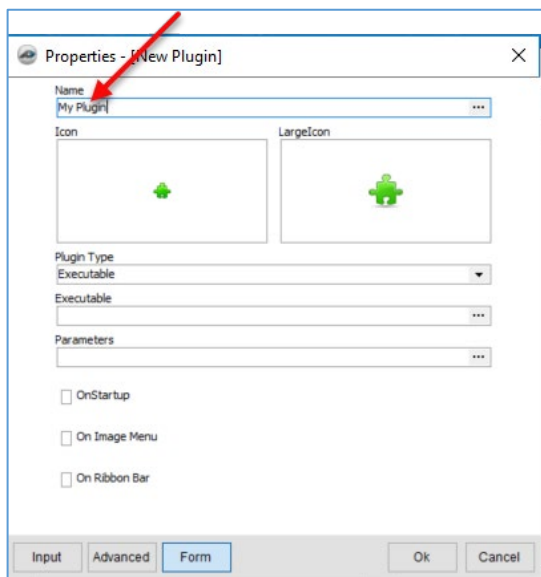 Properties - [New Plugin]
Name
My Plugin
...
Icon LargeIcon
Plugin Type
Executable
Executable
...
Parameters
...
OnStartup
On Image Menu
On Ribbon Bar
Input Advanced Form Ok Cancel